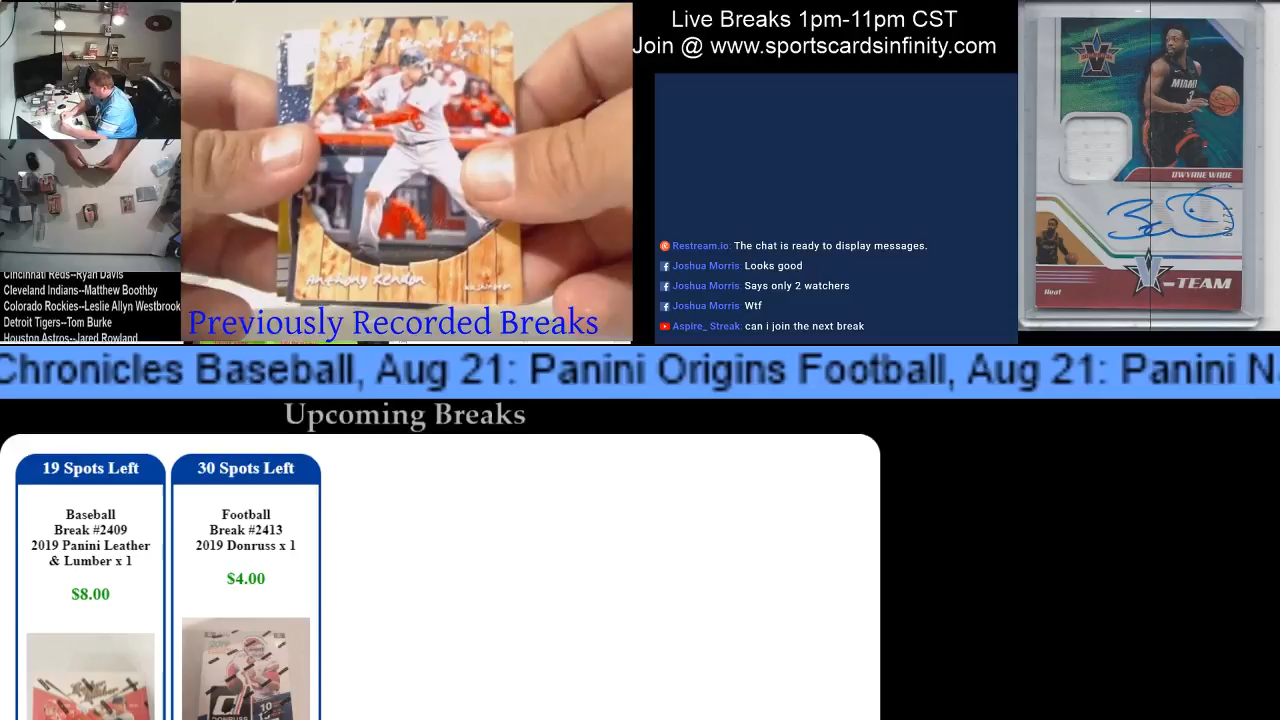 Live Breaks 1pm-11pm CST
Join @ www.sportscardsinfinity.com
Restream.io: The chat is ready to display messages.
Joshua Morris Looks good
Joshua Morris Says only 2 watchers
Joshua Morris Wtf
Aspire_ Streak: can i join the next break
MIAMI
DWYANE WADE
Heat
V-TEAM
Anthony Rendon
Washington
Previously Recorded Breaks
Cincinnati Reds--Ryan Davis
Cleveland Indians--Matthew Boothby
Colorado Rockies--Leslie Allyn Westbrook
Detroit Tigers--Tom Burke
Houston Astros--Jared Rowland
Chronicles Baseball, Aug 21: Panini Origins Football, Aug 21: Panini N
Upcoming Breaks
19 Spots Left
Baseball
Break #2409
2019 Panini Leather
& Lumber x 1
$8.00
30 Spots Left
Football
Break #2413
2019 Donruss x 1
$4.00
DONRUSS
10